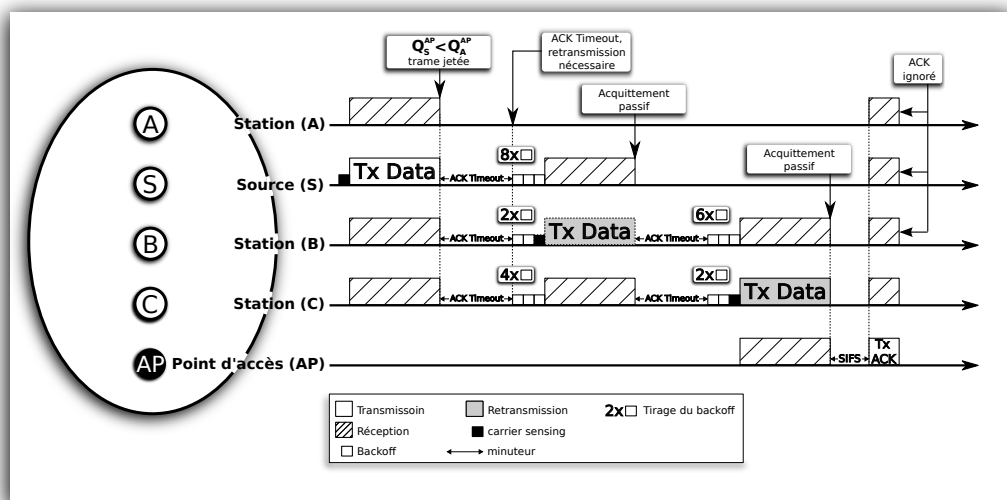 Q_S^AP<Q_A^AP
trame jetée
ACK Timeout,
retransmission
nécessaire
ACK
ignoré
Acquittement
passif
A
Station (A)
8x□
Acquittement
passif
S
Source (S)
Tx Data
ACK Timeout
2x□
6x□
B
Station (B)
ACK Timeout
Tx Data
ACK Timeout
4x□
2x□
C
Station (C)
ACK Timeout
ACK Timeout
Tx Data
AP
Point d'accès (AP)
SIFS
Tx
ACK
Transmissoin
Retransmission
2x□ Tirage du backoff
Réception
carrier sensing
Backoff
minuteur